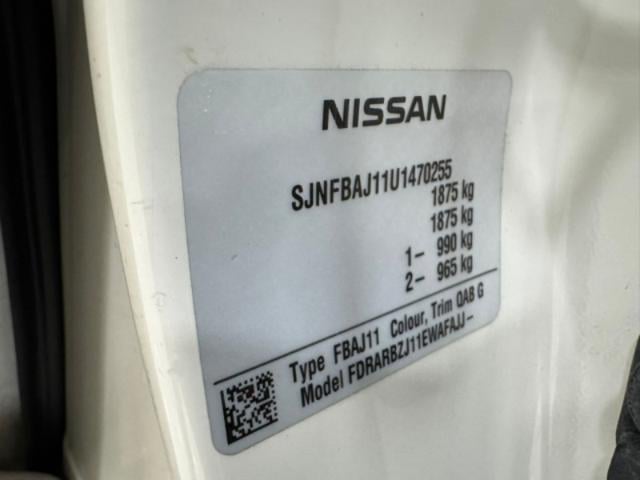 NISSAN
SJNFBAJ11U1470255
1875 kg
1875 kg
1– 990 kg
2– 965 kg
Type FBAJ11 Colour, Trim QAB G
Model FDRARBZJ11EWAFAJJ–